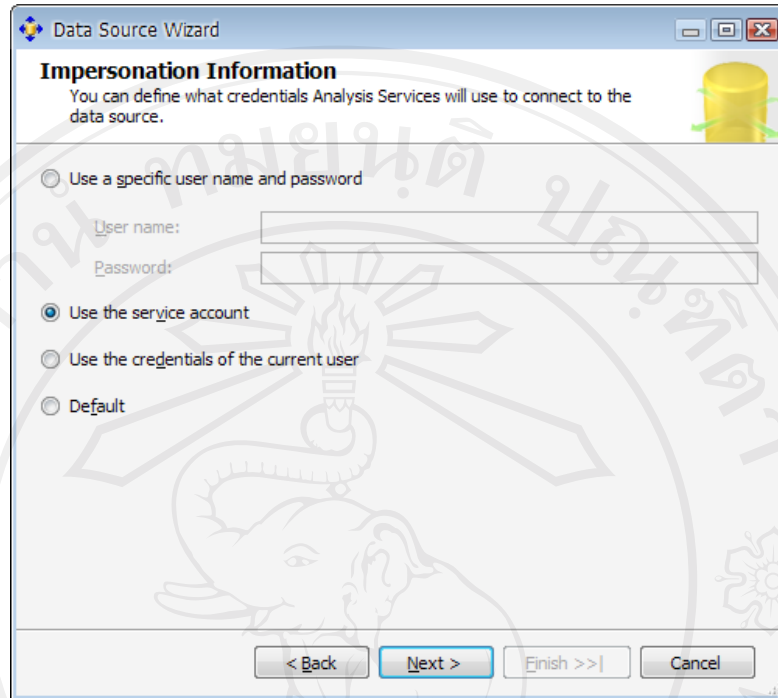 Data Source Wizard
Impersonation Information
You can define what credentials Analysis Services will use to connect to the
data source.
Use a specific user name and password
User name:
Password:
Use the service account
Use the credentials of the current user
Default
< Back
Next >
Finish >>|
Cancel